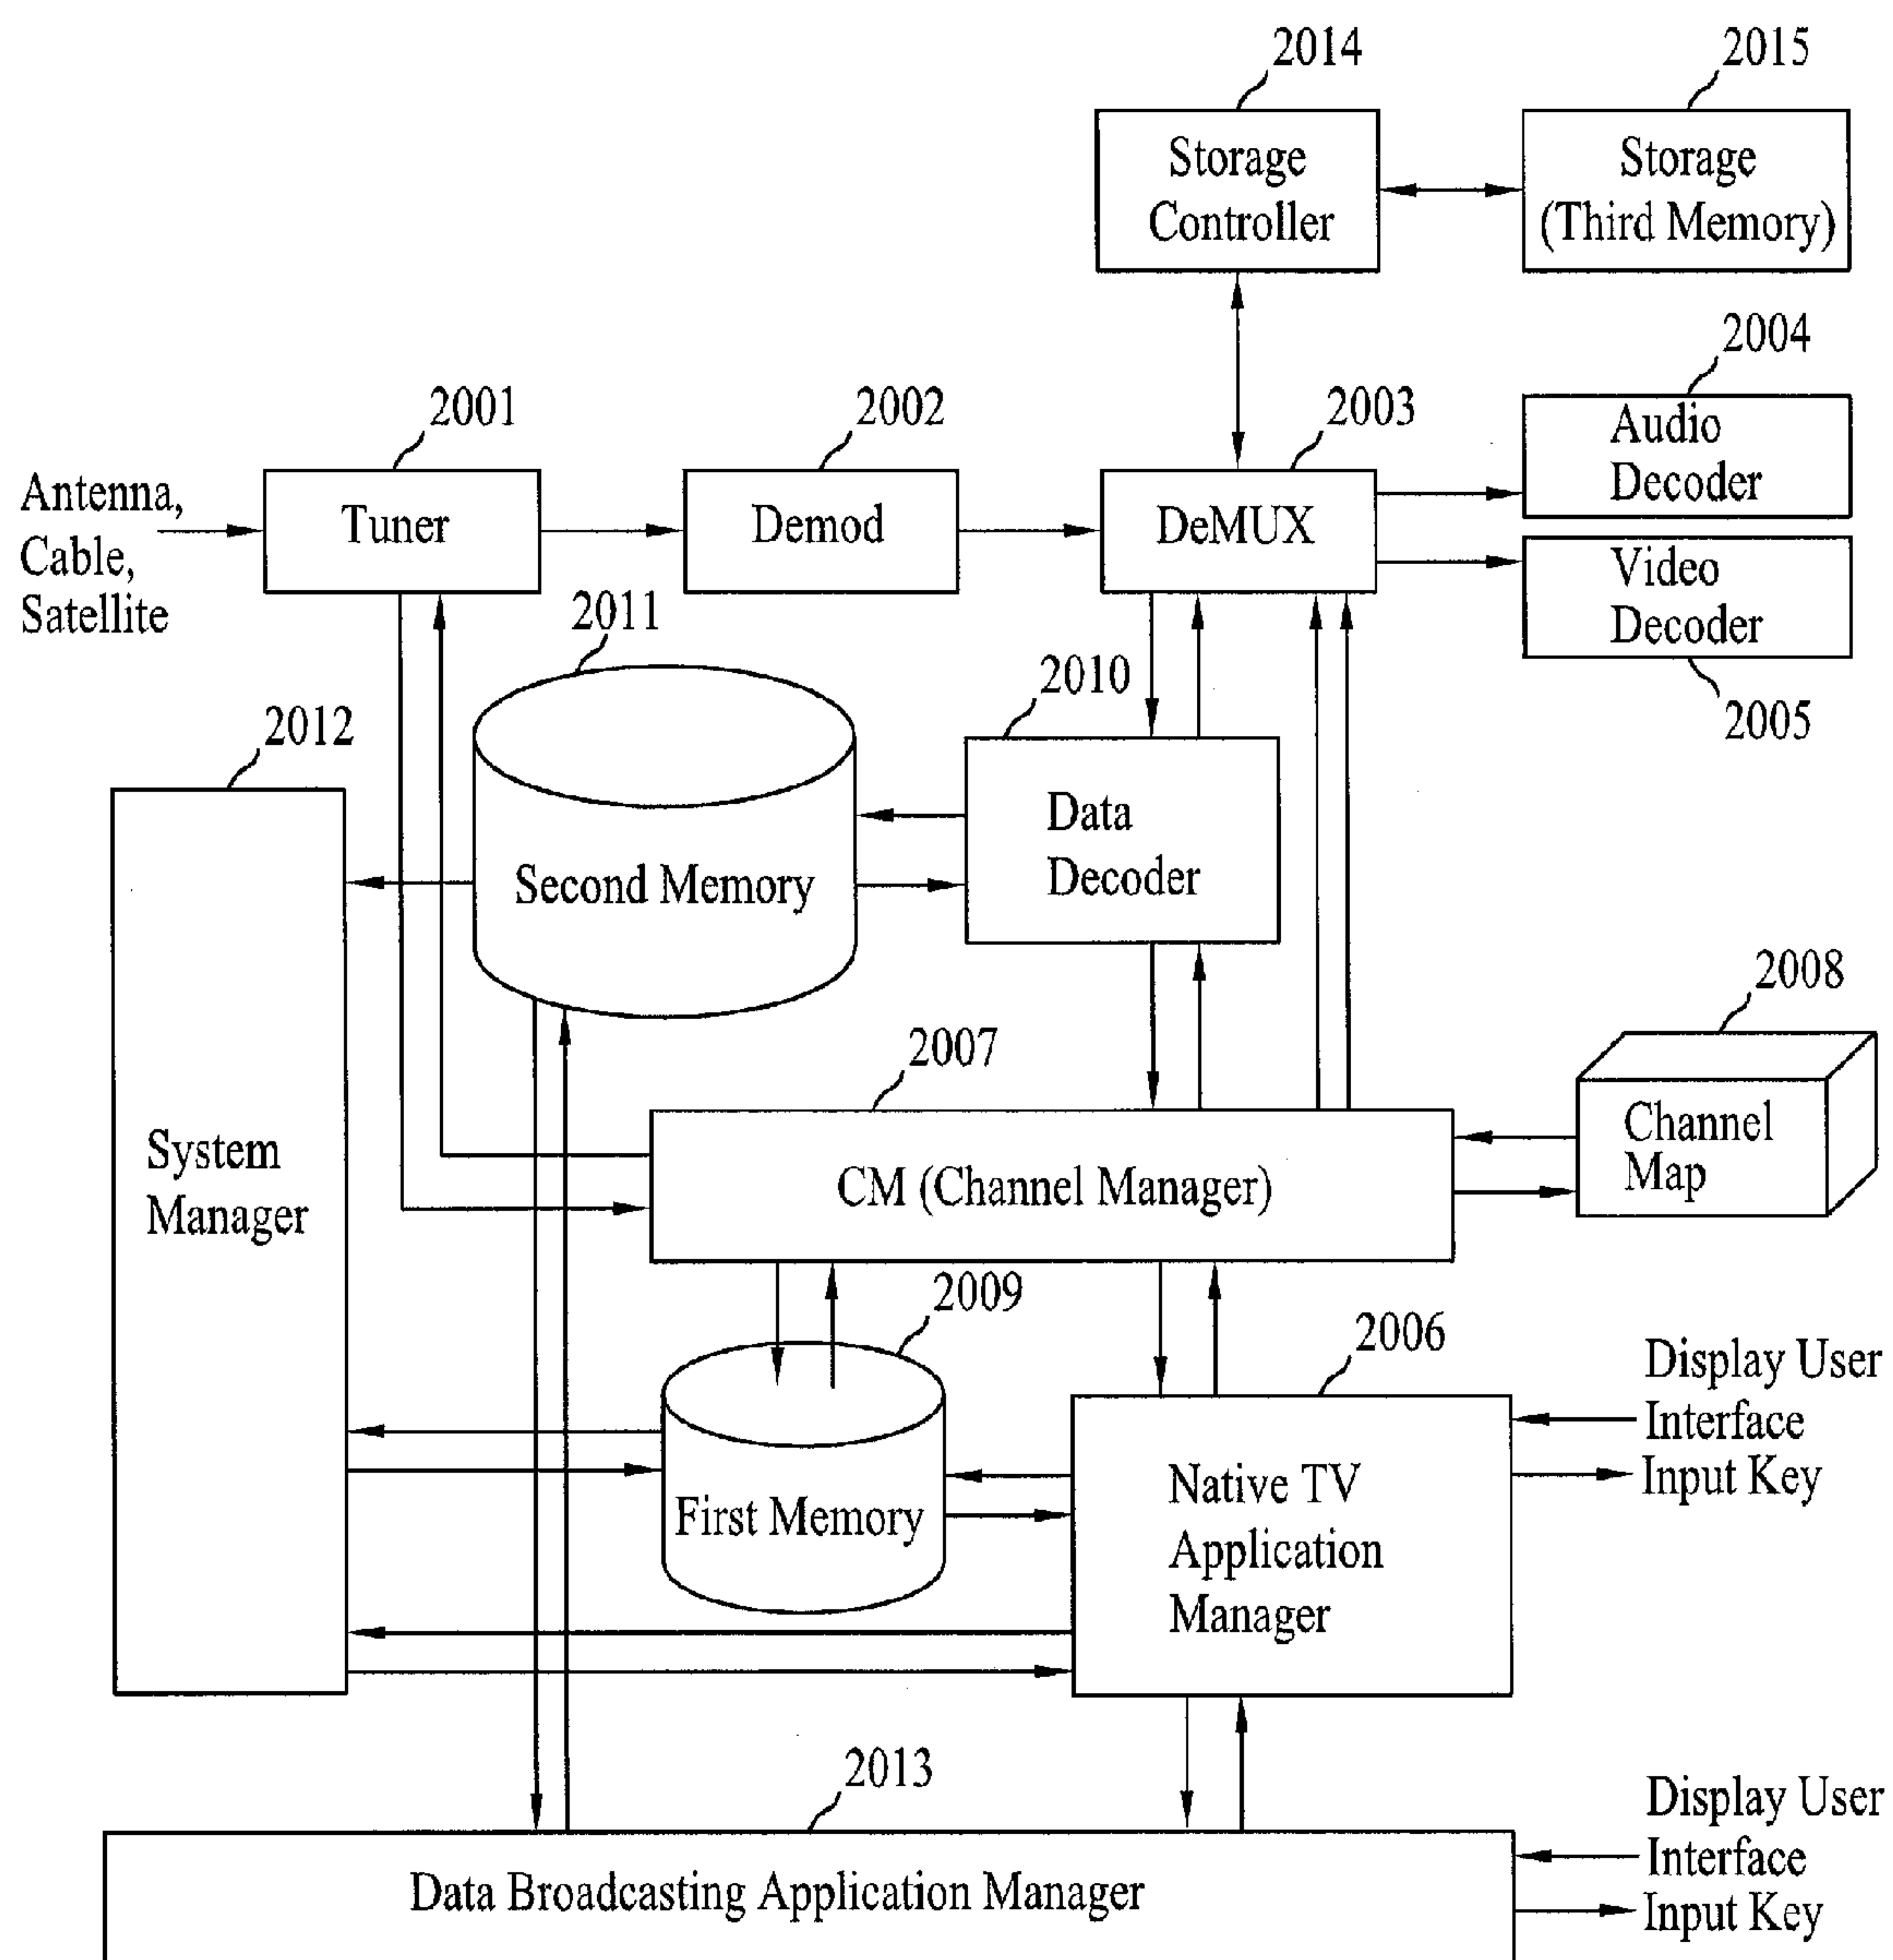 2014
2015
Storage
Controller
Storage
(Third Memory)
2004
2001
2002
2003
Audio
Decoder
Antenna,
Cable,
Satellite
Tuner
Demod
DeMUX
Video
Decoder
2005
2011
2010
2012
Second Memory
Data
Decoder
2008
2007
System
Manager
CM (Channel Manager)
Channel
Map
2009
2006
Display User
Interface
Input Key
First Memory
Native TV
Application
Manager
2013
Display User
Interface
Input Key
Data Broadcasting Application Manager